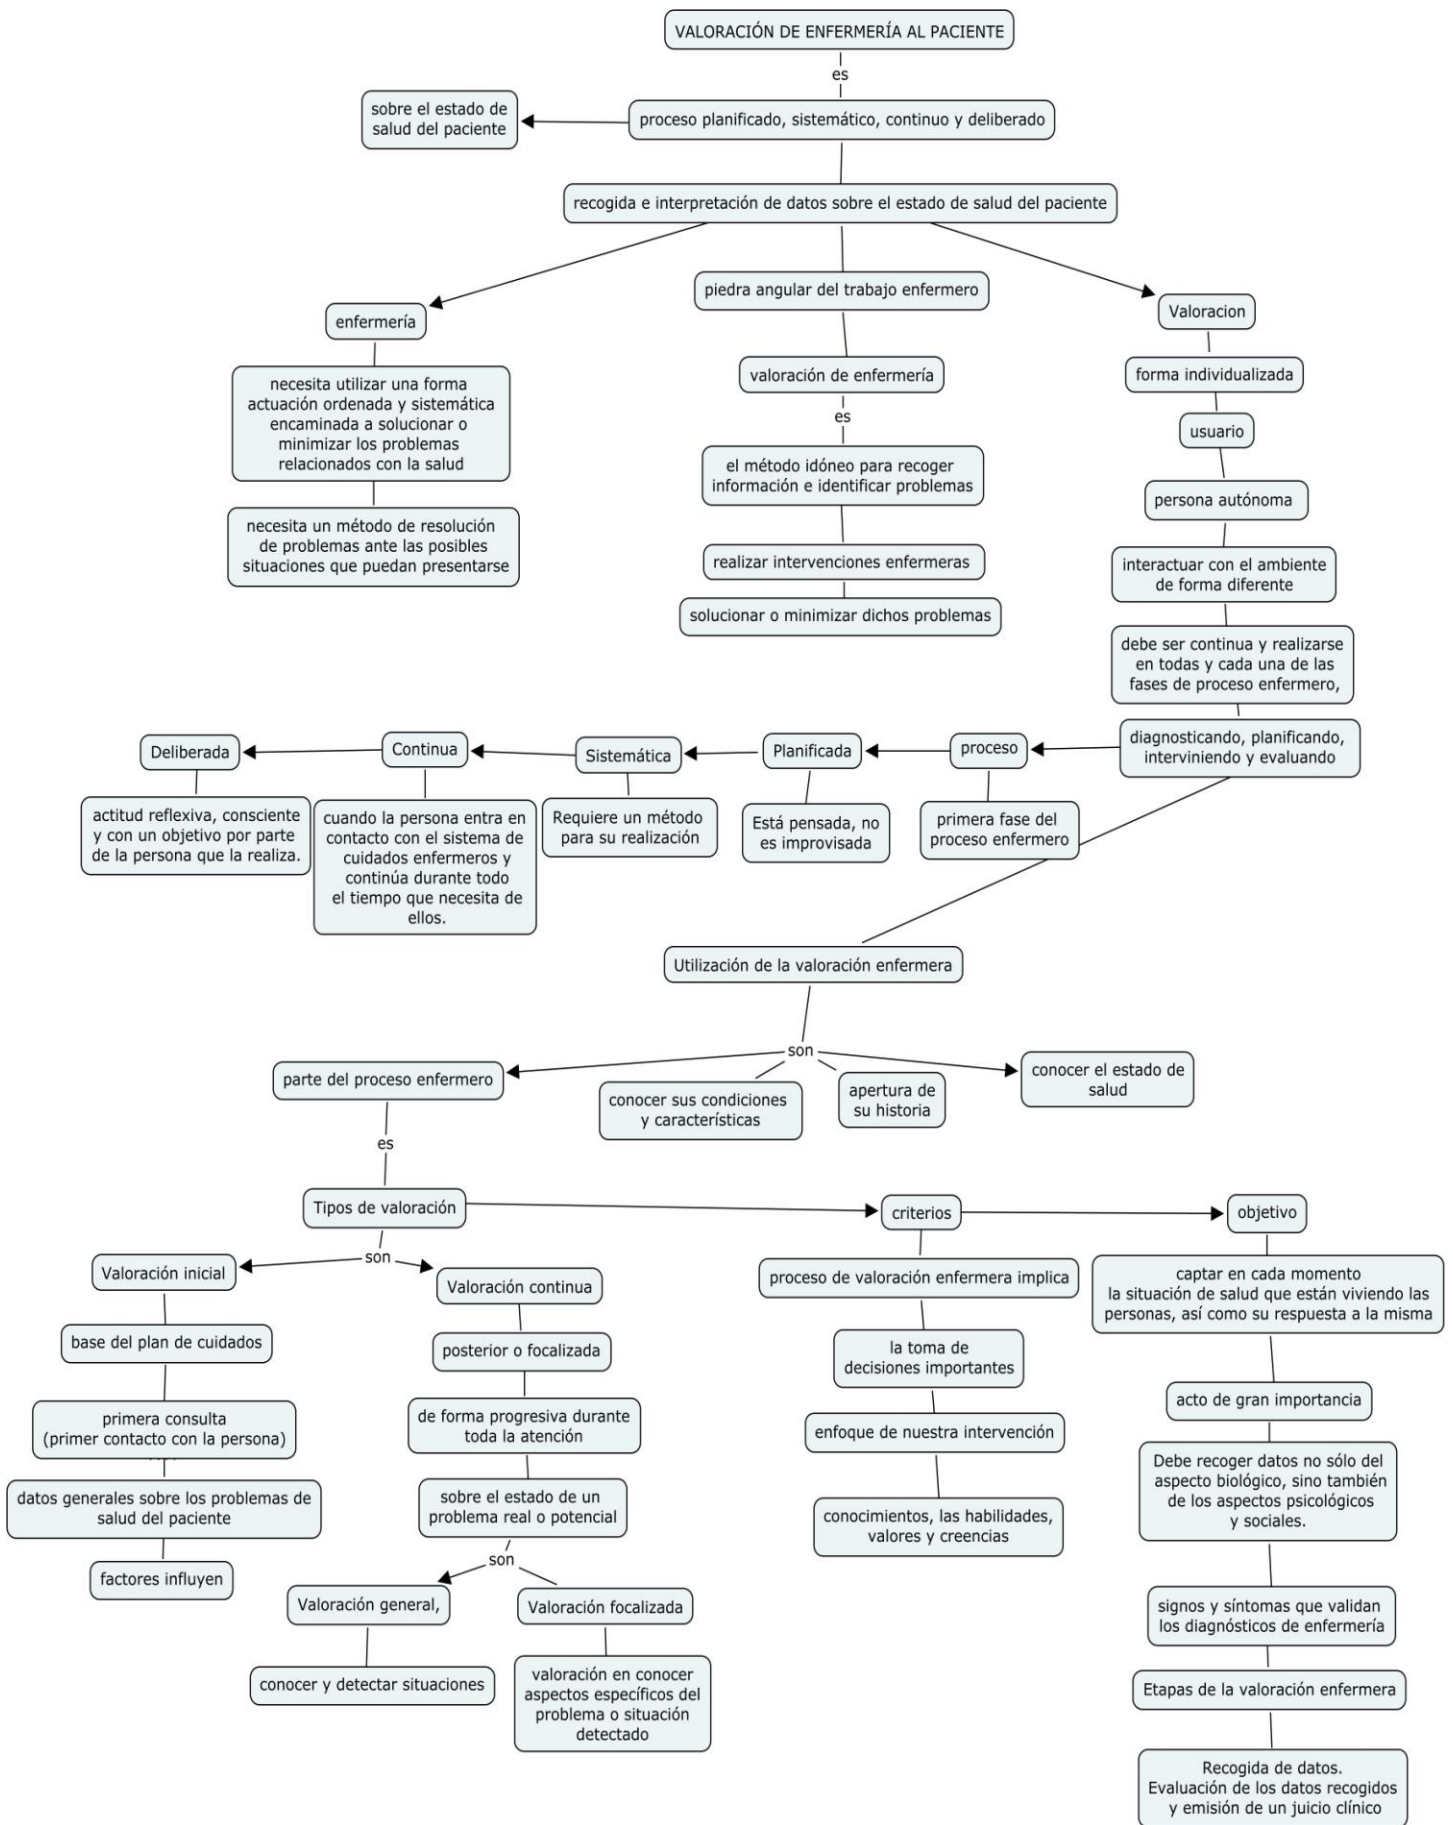 VALORACIÓN DE ENFERMERÍA AL PACIENTE
es
sobre el estado de
salud del paciente
proceso planificado, sistemático, continuo y deliberado
recogida e interpretación de datos sobre el estado de salud del paciente
enfermería
necesita utilizar una forma
actuación ordenada y sistemática
encaminada a solucionar o
minimizar los problemas
relacionados con la salud
necesita un método de resolución
de problemas ante las posibles
situaciones que puedan presentarse
piedra angular del trabajo enfermero
valoración de enfermería
es
el método idóneo para recoger
información e identificar problemas
realizar intervenciones enfermeras
solucionar o minimizar dichos problemas
Valoracion
forma individualizada
usuario
persona autónoma
interactuar con el ambiente
de forma diferente
debe ser continua y realizarse
en todas y cada una de las
fases de proceso enfermero,
diagnosticando, planificando,
interviniendo y evaluando
proceso
primera fase del
proceso enfermero
Planificada
Está pensada, no
es improvisada
Sistemática
Requiere un método
para su realización
Continua
cuando la persona entra en
contacto con el sistema de
cuidados enfermeros y
continúa durante todo
el tiempo que necesita de
ellos.
Deliberada
actitud reflexiva, consciente
y con un objetivo por parte
de la persona que la realiza.
Utilización de la valoración enfermera
son
parte del proceso enfermero
conocer sus condiciones
y características
apertura de
su historia
conocer el estado de
salud
es
Tipos de valoración
son
Valoración inicial
base del plan de cuidados
primera consulta
(primer contacto con la persona)
datos generales sobre los problemas de
salud del paciente
factores influyen
Valoración continua
posterior o focalizada
de forma progresiva durante
toda la atención
sobre el estado de un
problema real o potencial
son
Valoración general,
conocer y detectar situaciones
Valoración focalizada
valoración en conocer
aspectos específicos del
problema o situación
detectado
criterios
proceso de valoración enfermera implica
la toma de
decisiones importantes
enfoque de nuestra intervención
conocimientos, las habilidades,
valores y creencias
objetivo
captar en cada momento
la situación de salud que están viviendo las
personas, así como su respuesta a la misma
acto de gran importancia
Debe recoger datos no sólo del
aspecto biológico, sino también
de los aspectos psicológicos
y sociales.
signos y síntomas que validan
los diagnósticos de enfermería
Etapas de la valoración enfermera
Recogida de datos.
Evaluación de los datos recogidos
y emisión de un juicio clínico